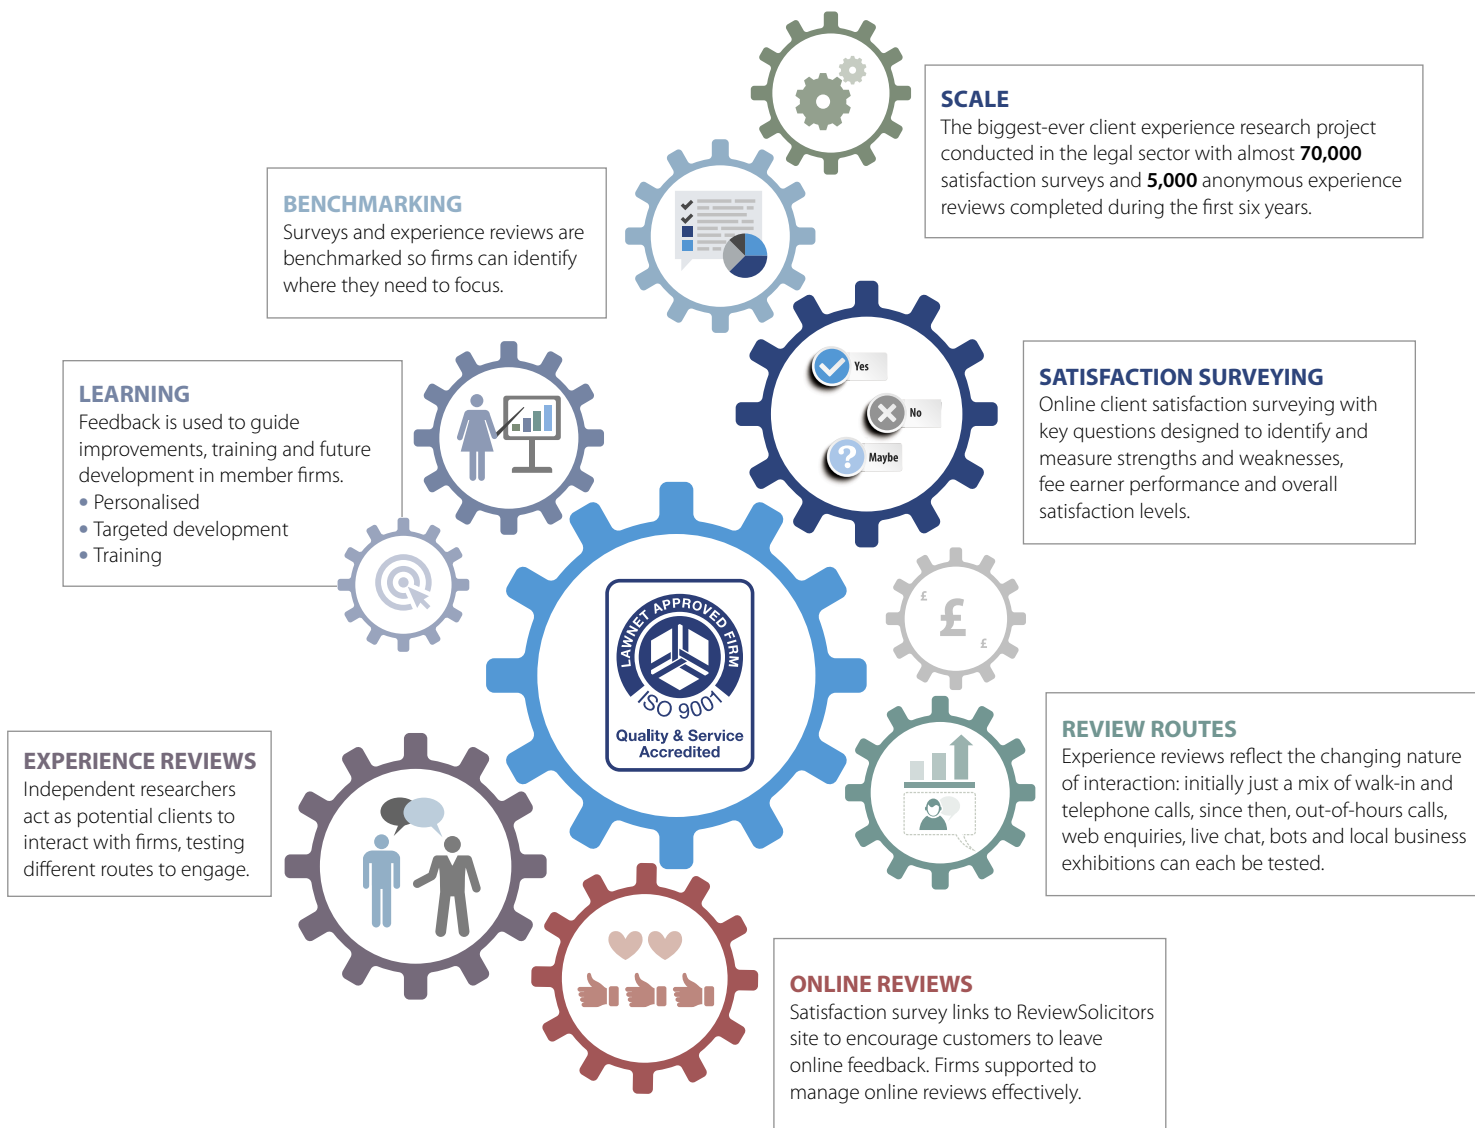 SCALE
The biggest-ever client experience research project
conducted in the legal sector with almost 70,000
satisfaction surveys and 5,000 anonymous experience
reviews completed during the first six years.
BENCHMARKING
Surveys and experience reviews are
benchmarked so firms can identify
where they need to focus.
LEARNING
Feedback is used to guide
improvements, training and future
development in member firms.
• Personalised
• Targeted development
• Training
Yes
No
Maybe
SATISFACTION SURVEYING
Online client satisfaction surveying with
key questions designed to identify and
measure strengths and weaknesses,
fee earner performance and overall
satisfaction levels.
£
£
£
LAWNET APPROVED FIRM
ISO 9001
Quality & Service
Accredited
REVIEW ROUTES
Experience reviews reflect the changing nature
of interaction: initially just a mix of walk-in and
telephone calls, since then, out-of-hours calls,
web enquiries, live chat, bots and local business
exhibitions can each be tested.
EXPERIENCE REVIEWS
Independent researchers
act as potential clients to
interact with firms, testing
different routes to engage.
ONLINE REVIEWS
Satisfaction survey links to ReviewSolicitors
site to encourage customers to leave
online feedback. Firms supported to
manage online reviews effectively.